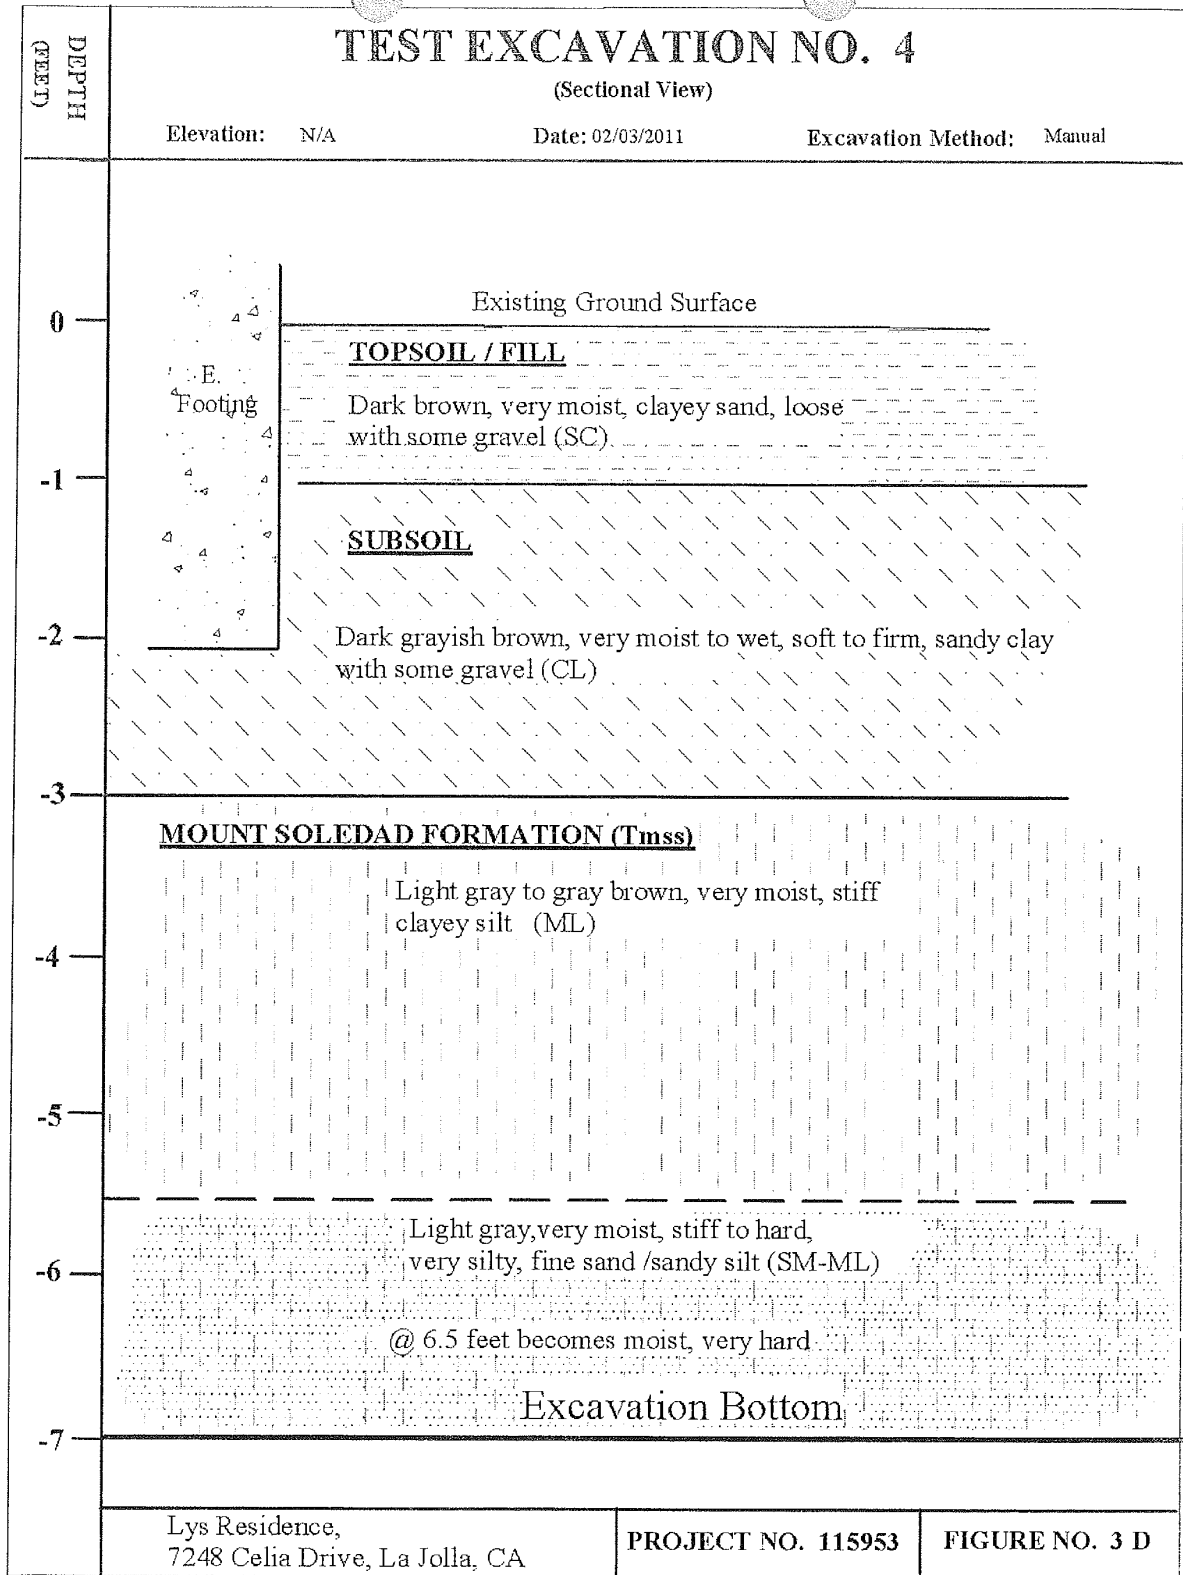 DEPTH
(FEET)
TEST EXCAVATION NO. 4
(Sectional View)
Elevation: N/A Date: 02/03/2011 Excavation Method: Manual
Existing Ground Surface
0
TOPSOIL / FILL
E.
Footing
Dark brown, very moist, clayey sand, loose
with some gravel (SC)
-1
SUBSOIL
-2
Dark grayish brown, very moist to wet, soft to firm, sandy clay
with some gravel (CL)
-3
MOUNT SOLEDAD FORMATION (Tmss)
Light gray to gray brown, very moist, stiff
clayey silt (ML)
-4
-5
Light gray,very moist, stiff to hard,
very silty, fine sand /sandy silt (SM-ML)
-6
@ 6.5 feet becomes moist, very hard
Excavation Bottom
-7
Lys Residence,
7248 Celia Drive, La Jolla, CA
PROJECT NO. 115953
FIGURE NO. 3 D